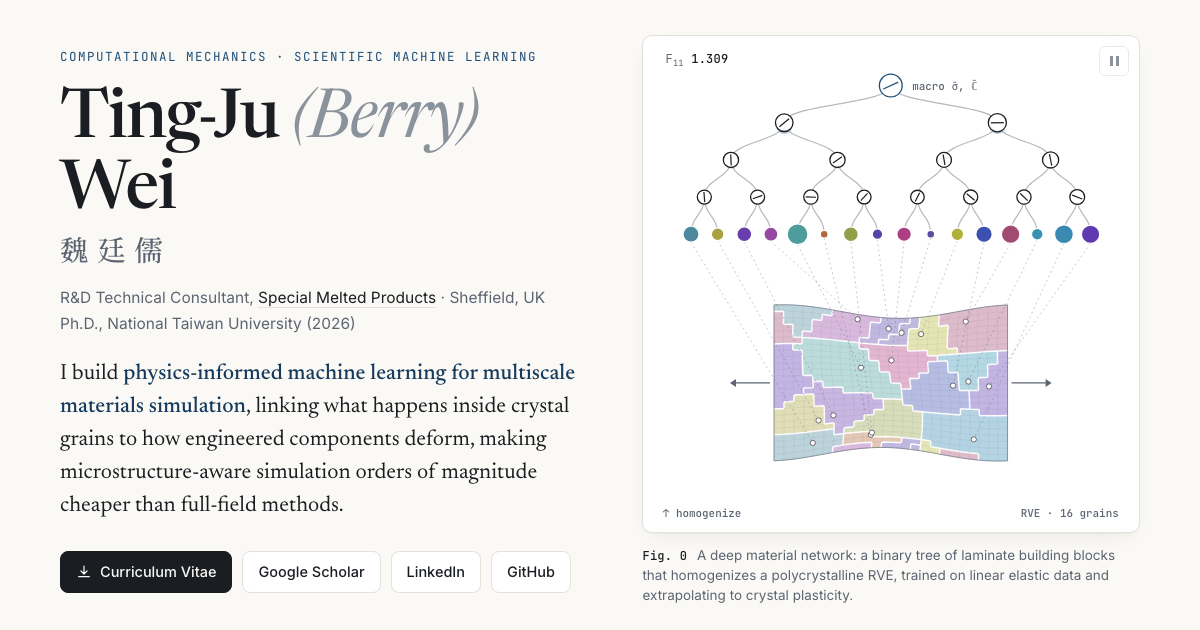 COMPUTATIONAL MECHANICS · SCIENTIFIC MACHINE LEARNING
Ting-Ju (Berry)
Wei
魏廷儒
R&D Technical Consultant, Special Melted Products · Sheffield, UK
Ph.D., National Taiwan University (2026)
I build physics-informed machine learning for multiscale
materials simulation, linking what happens inside crystal
grains to how engineered components deform, making
microstructure-aware simulation orders of magnitude
cheaper than full-field methods.
Curriculum Vitae
Google Scholar
LinkedIn
GitHub
F₁₁ 1.309
macro σ̄, C̄
↑ homogenize
RVE · 16 grains
Fig. 0 A deep material network: a binary tree of laminate building blocks
that homogenizes a polycrystalline RVE, trained on linear elastic data and
extrapolating to crystal plasticity.